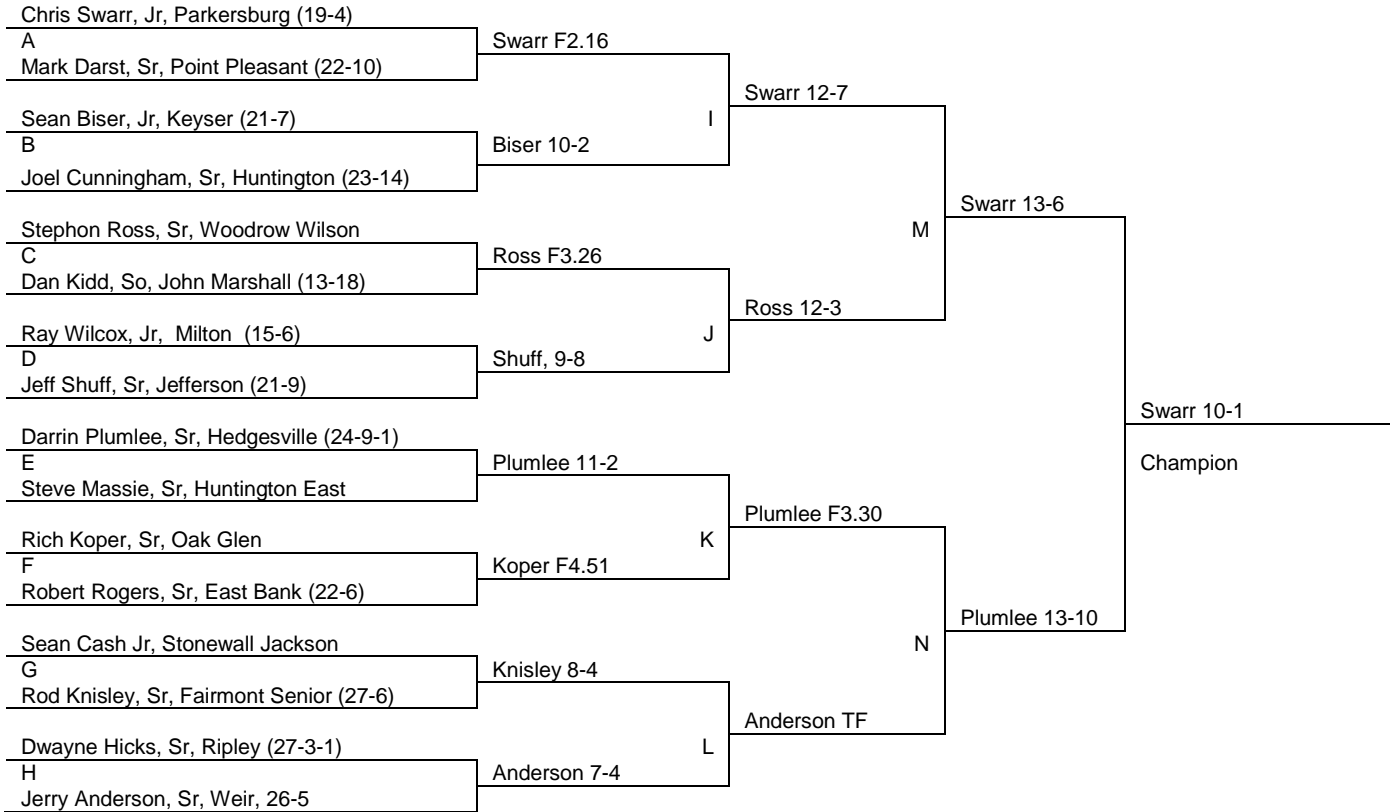 Chris Swarr, Jr, Parkersburg (19-4)
A
Swarr F2.16
Mark Darst, Sr, Point Pleasant (22-10)
Swarr 12-7
Sean Biser, Jr, Keyser (21-7)
I
B
Biser 10-2
Joel Cunningham, Sr, Huntington (23-14)
Swarr 13-6
Stephon Ross, Sr, Woodrow Wilson
M
C
Ross F3.26
Dan Kidd, So, John Marshall (13-18)
Ross 12-3
Ray Wilcox, Jr, Milton (15-6)
J
D
Shuff, 9-8
Jeff Shuff, Sr, Jefferson (21-9)
Swarr 10-1
Darrin Plumlee, Sr, Hedgesville (24-9-1)
E
Plumlee 11-2
Champion
Steve Massie, Sr, Huntington East
Plumlee F3.30
Rich Koper, Sr, Oak Glen
K
F
Koper F4.51
Robert Rogers, Sr, East Bank (22-6)
Plumlee 13-10
Sean Cash Jr, Stonewall Jackson
N
G
Knisley 8-4
Rod Knisley, Sr, Fairmont Senior (27-6)
Anderson TF
Dwayne Hicks, Sr, Ripley (27-3-1)
L
H
Anderson 7-4
Jerry Anderson, Sr, Weir, 26-5